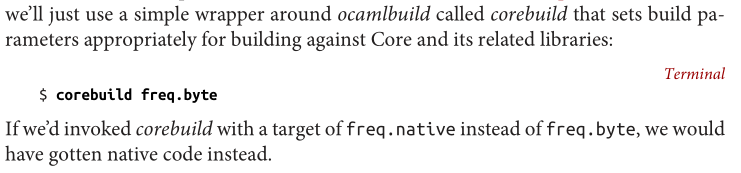 we'll just use a simple wrapper around ocamlbuild called corebuild that sets build pa-
rameters appropriately for building against Core and its related libraries:
Terminal
$ corebuild freq.byte
If we'd invoked corebuild with a target of freq.native instead of freq.byte, we would
have gotten native code instead.